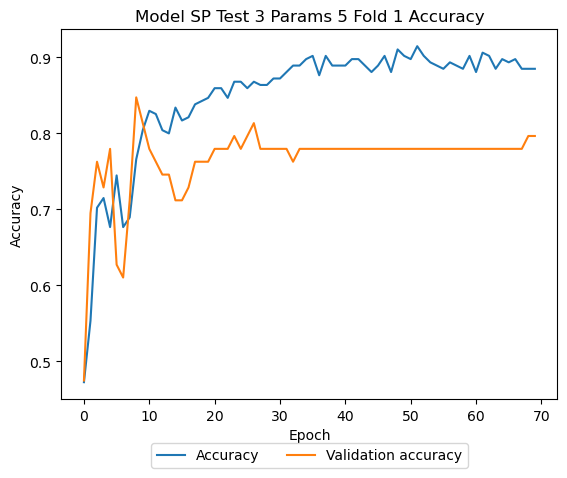 Model SP Test 3 Params 5 Fold 1 Accuracy
0.9
0.8
0.7
0.6
0.5
Accuracy
0 10 20 30 40 50 60 70
Epoch
Accuracy Validation accuracy